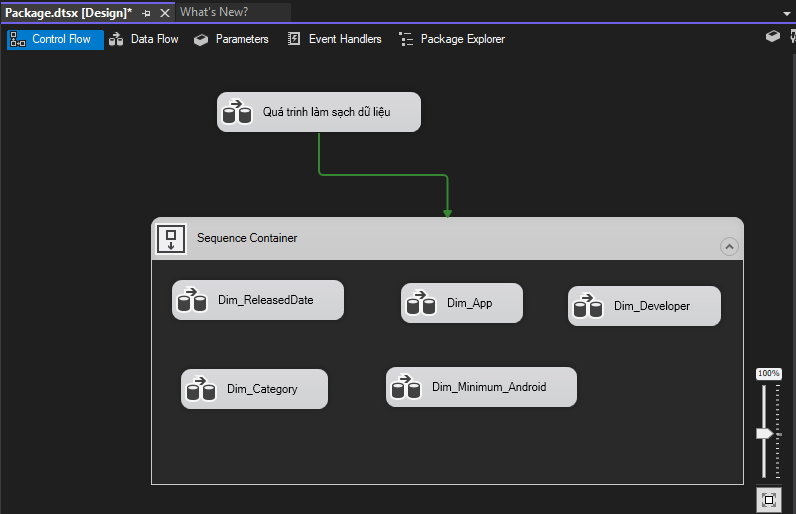 Package.dtsx [Design]*
What's New?
Control Flow
Data Flow
Parameters
Event Handlers
Package Explorer
Quá trinh làm sạch dữ liệu
Sequence Container
Dim_ReleasedDate
Dim_App
Dim_Developer
Dim_Category
Dim_Minimum_Android
100%